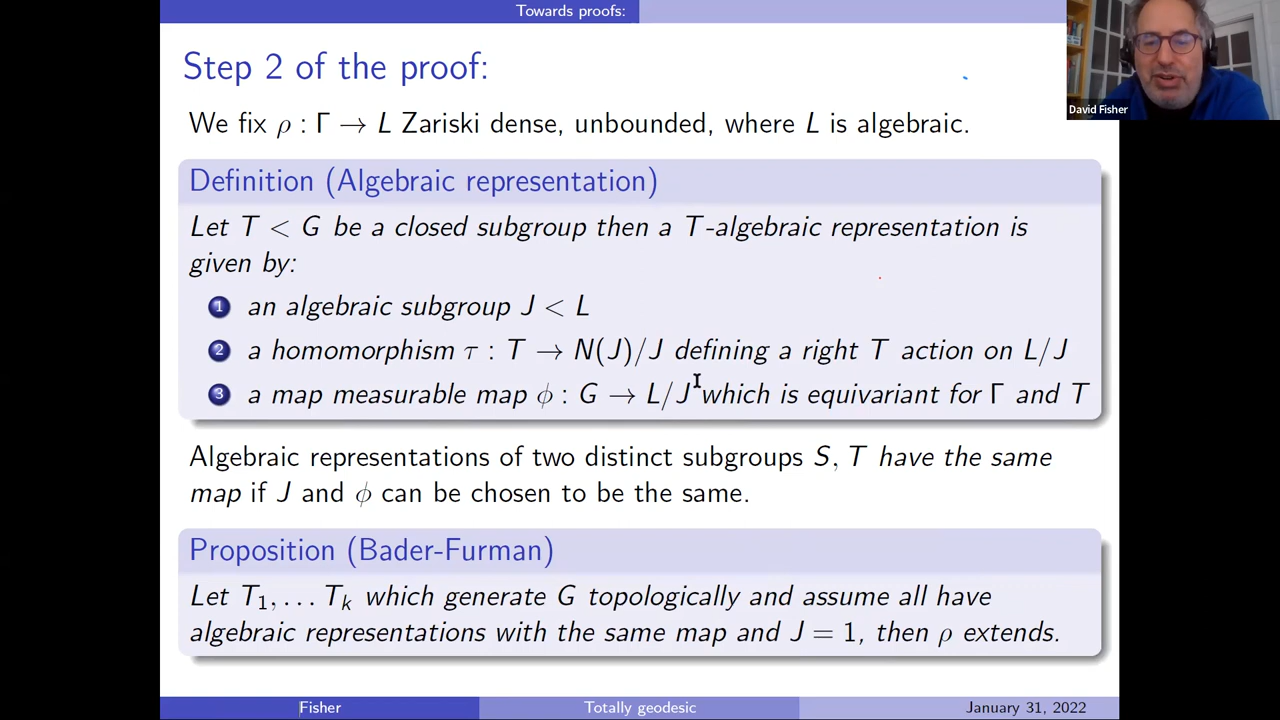 Towards proofs:
Step 2 of the proof:
David Fisher
We fix ρ : Γ → L Zariski dense, unbounded, where L is algebraic.
Definition (Algebraic representation)
Let T < G be a closed subgroup then a T-algebraic representation is
given by:
1 an algebraic subgroup J < L
2 a homomorphism τ : T → N(J)/J defining a right T action on L/J
3 a map measurable map ϕ : G → L/J which is equivariant for Γ and T
Algebraic representations of two distinct subgroups S, T have the same
map if J and ϕ can be chosen to be the same.
Proposition (Bader-Furman)
Let T₁, . . . Tₖ which generate G topologically and assume all have
algebraic representations with the same map and J = 1, then ρ extends.
Fisher
Totally geodesic
January 31, 2022